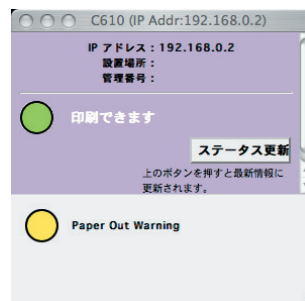 C610 (IP Addr:192.168.0.2)
IP アドレス：192.168.0.2
設置場所：
管理番号：
印刷できます
ステータス更新
上のボタンを押すと最新情報に
更新されます。
Paper Out Warning